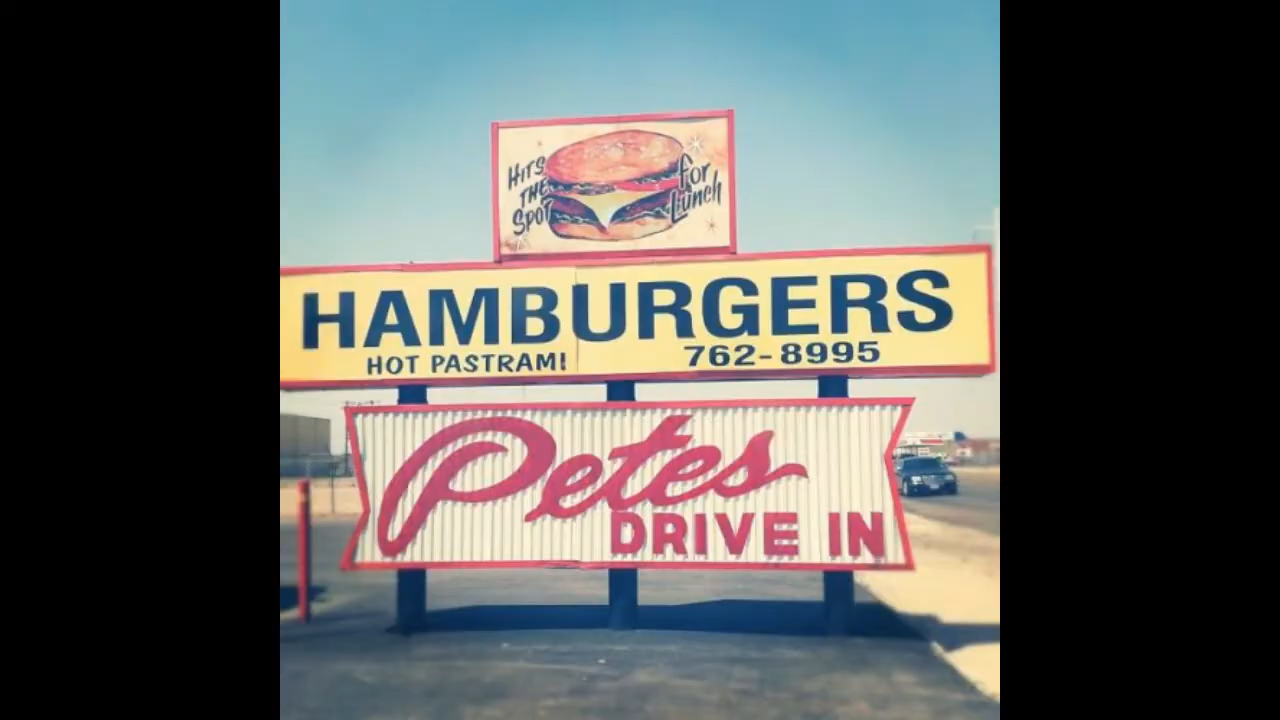 HITS
THE
SPOT
for
Lunch
HAMBURGERS
HOT PASTRAMI
762-8995
Petes
DRIVE IN